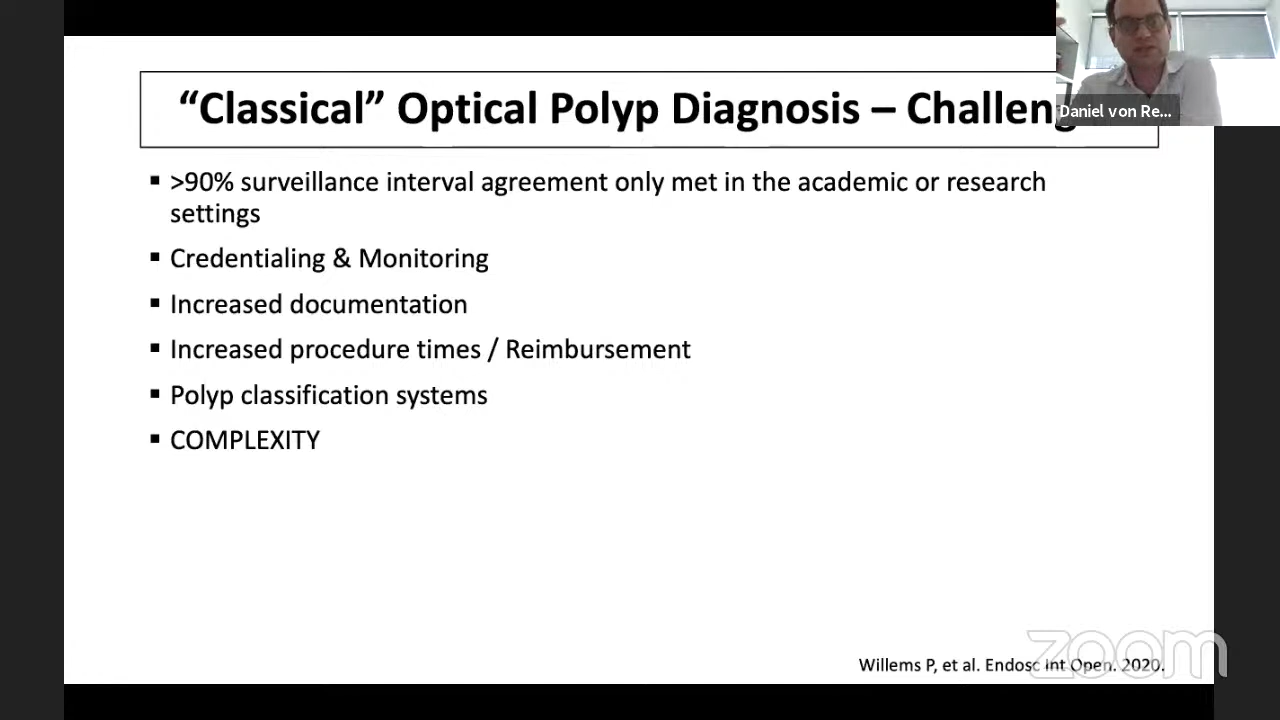 “Classical” Optical Polyp Diagnosis – Challeng
Daniel von Re...
▪ >90% surveillance interval agreement only met in the academic or research
settings
▪ Credentialing & Monitoring
▪ Increased documentation
▪ Increased procedure times / Reimbursement
▪ Polyp classification systems
▪ COMPLEXITY
Willems P, et al. Endosc Int Open. 2020.
zoom